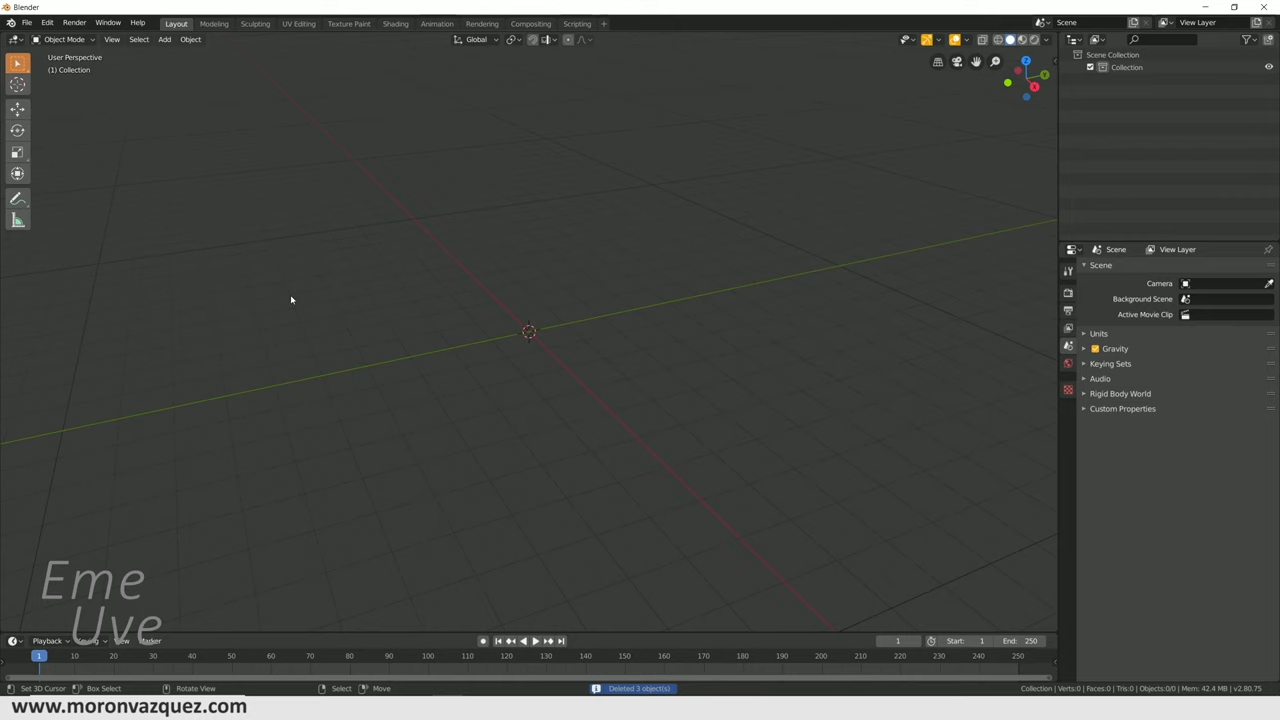 Blender
File Edit Render Window Help Layout Modeling Sculpting UV Editing Texture Paint Shading Animation Rendering Compositing Scripting + Scene View Layer
Object Mode View Select Add Object Global
User Perspective
(1) Collection
Z
Y
X
Scene Collection
Collection
Scene View Layer
Scene
Camera
Background Scene
Active Movie Clip
Units
Gravity
Keying Sets
Audio
Rigid Body World
Custom Properties
Eme
Uve
Playback Keying View Marker 1 Start: 1 End: 250
1 10 20 30 40 50 60 70 80 90 100 110 120 130 140 150 160 170 180 190 200 210 220 230 240 250
Set 3D Cursor Box Select Rotate View Select Move Deleted 3 object(s) Collection | Verts:0 | Faces:0 | Tris:0 | Objects:0/0 | Mem: 42.4 MB | v2.80.75
www.moronvazquez.com